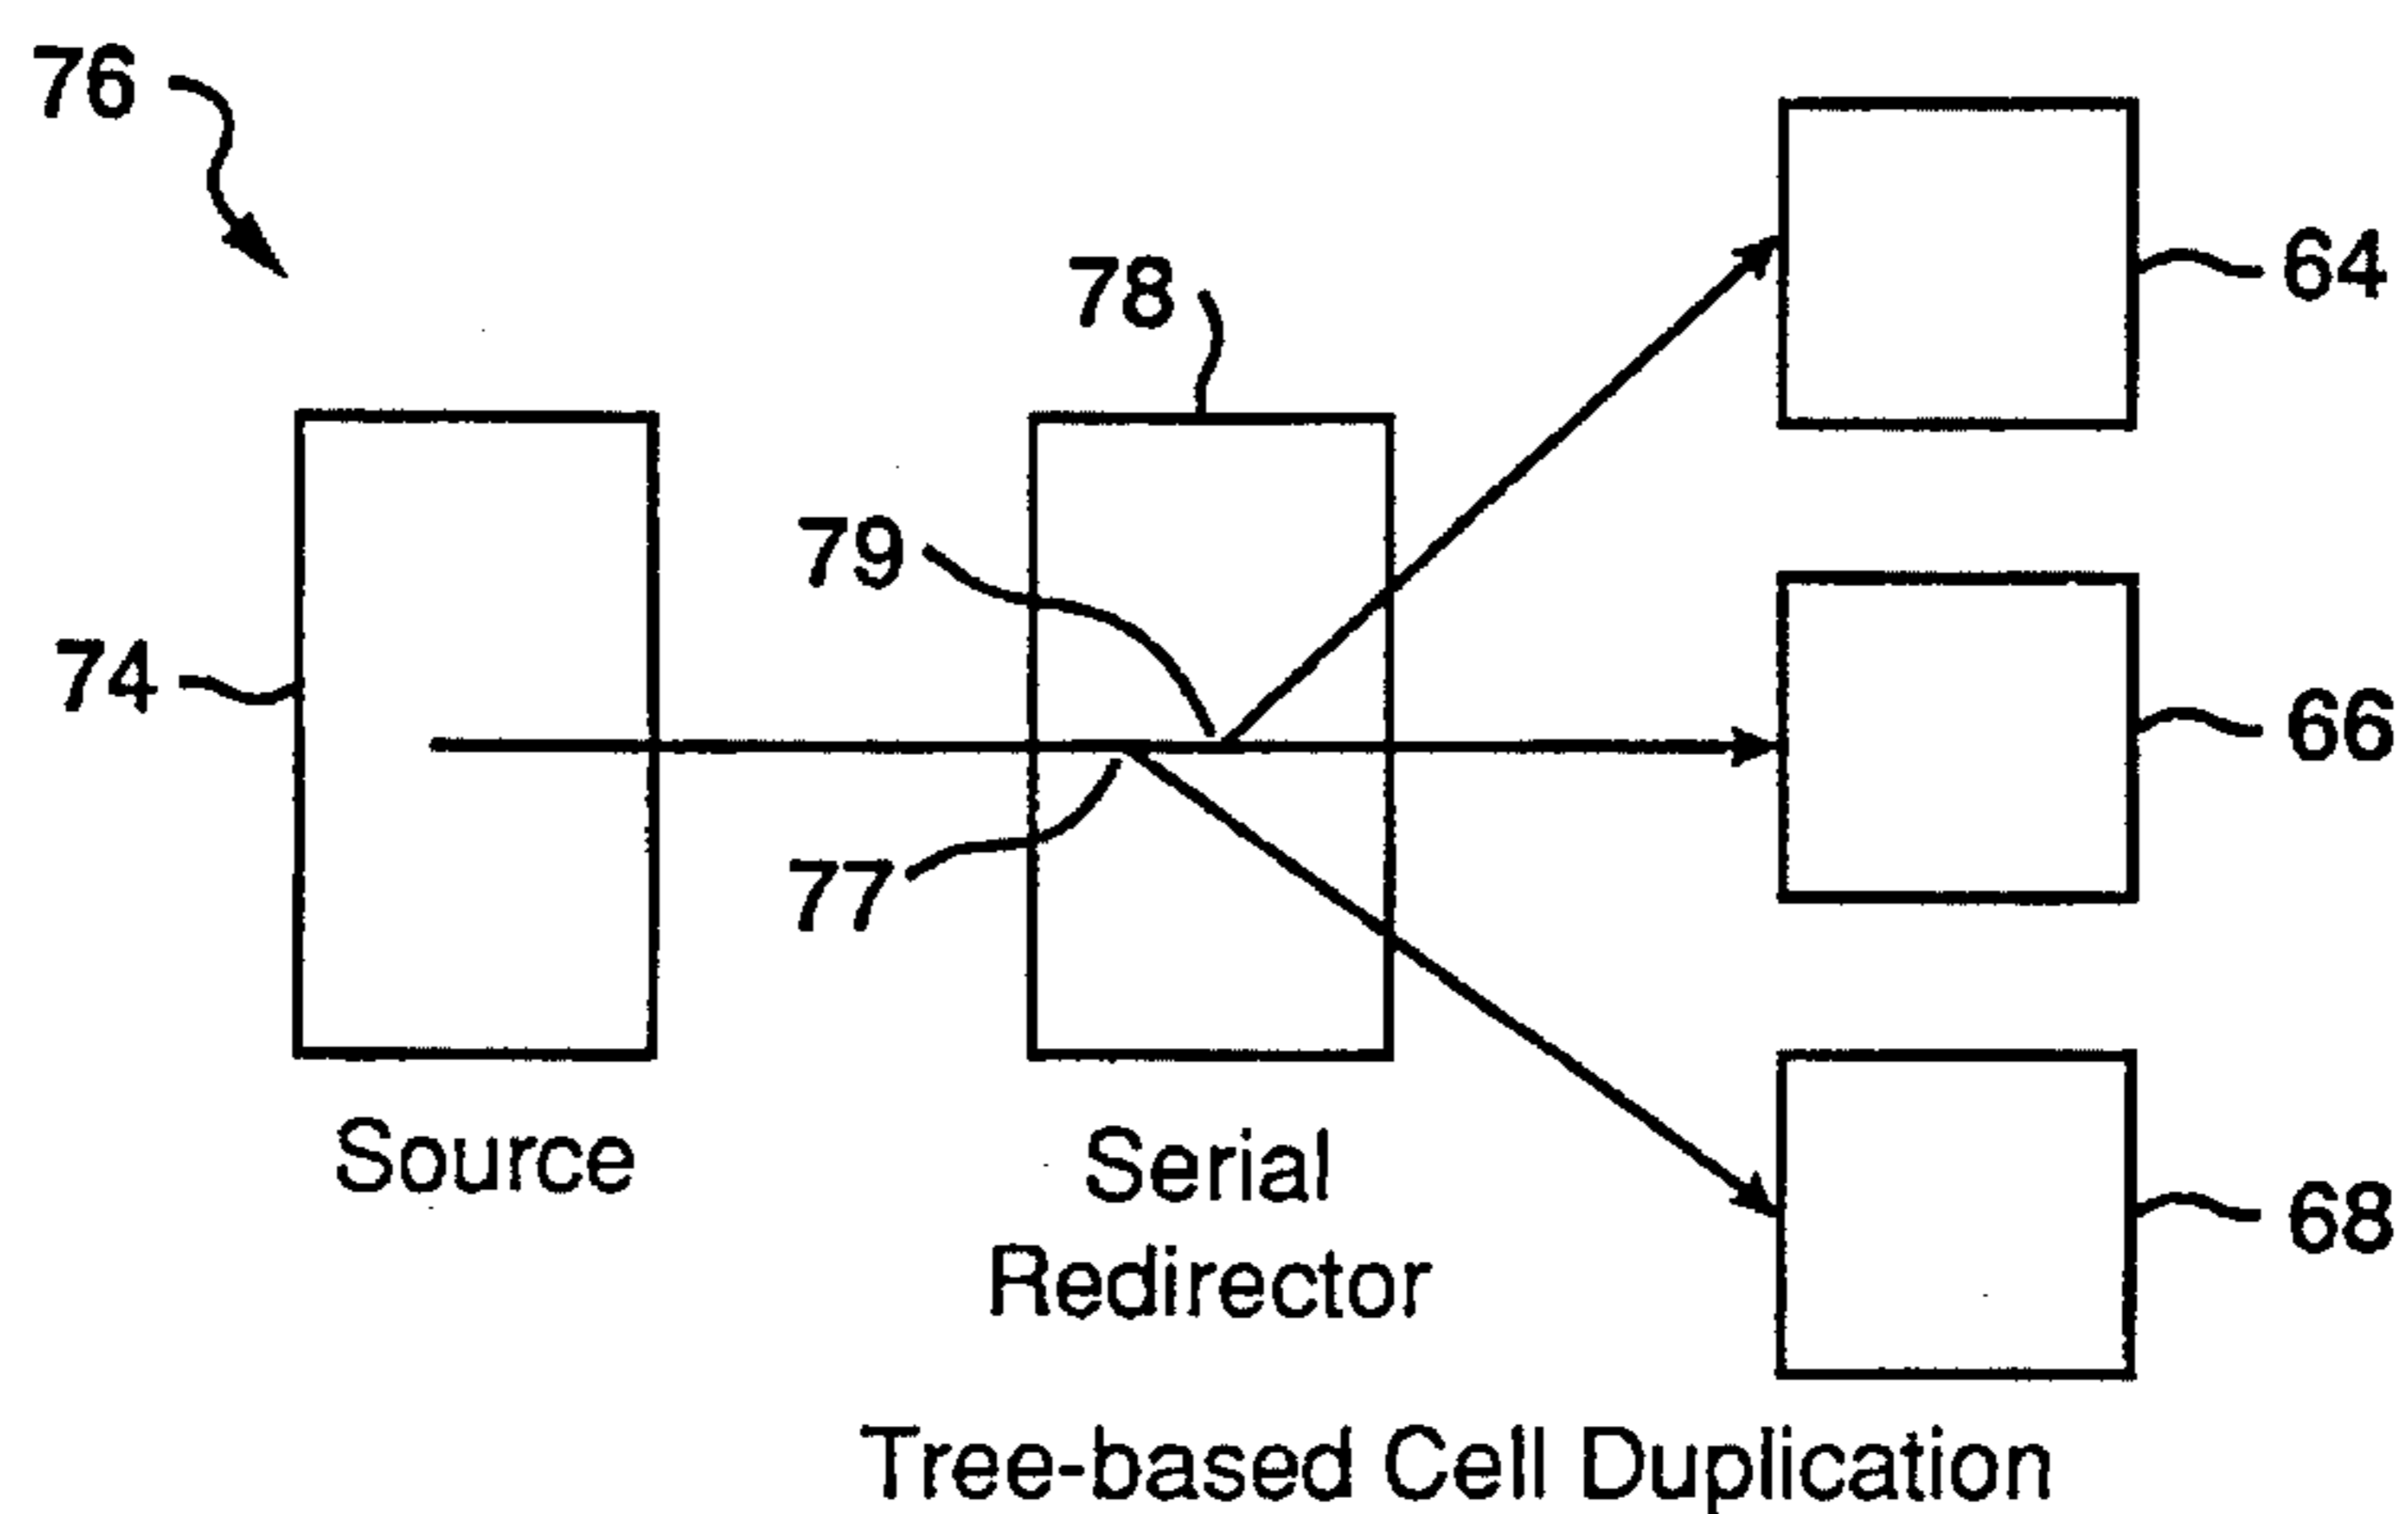 76
78
64
79
74
66
77
68
Source
Serial
Redirector
Tree-based Cell Duplication